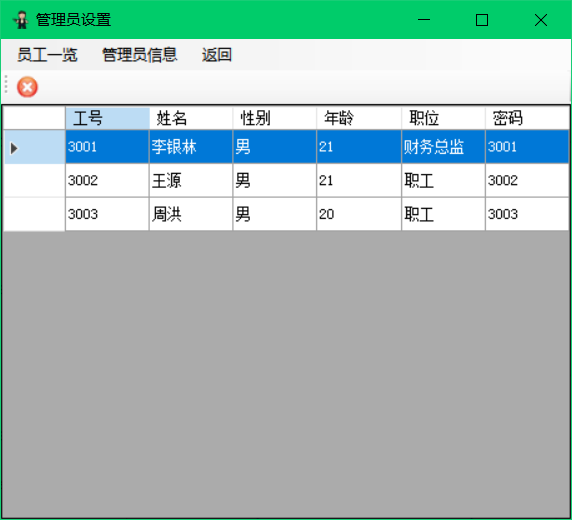 管理员设置
员工一览 管理员信息 返回
工号 姓名 性别 年龄 职位 密码
3001 李银林 男 21 财务总监 3001
3002 王源 男 21 职工 3002
3003 周洪 男 20 职工 3003